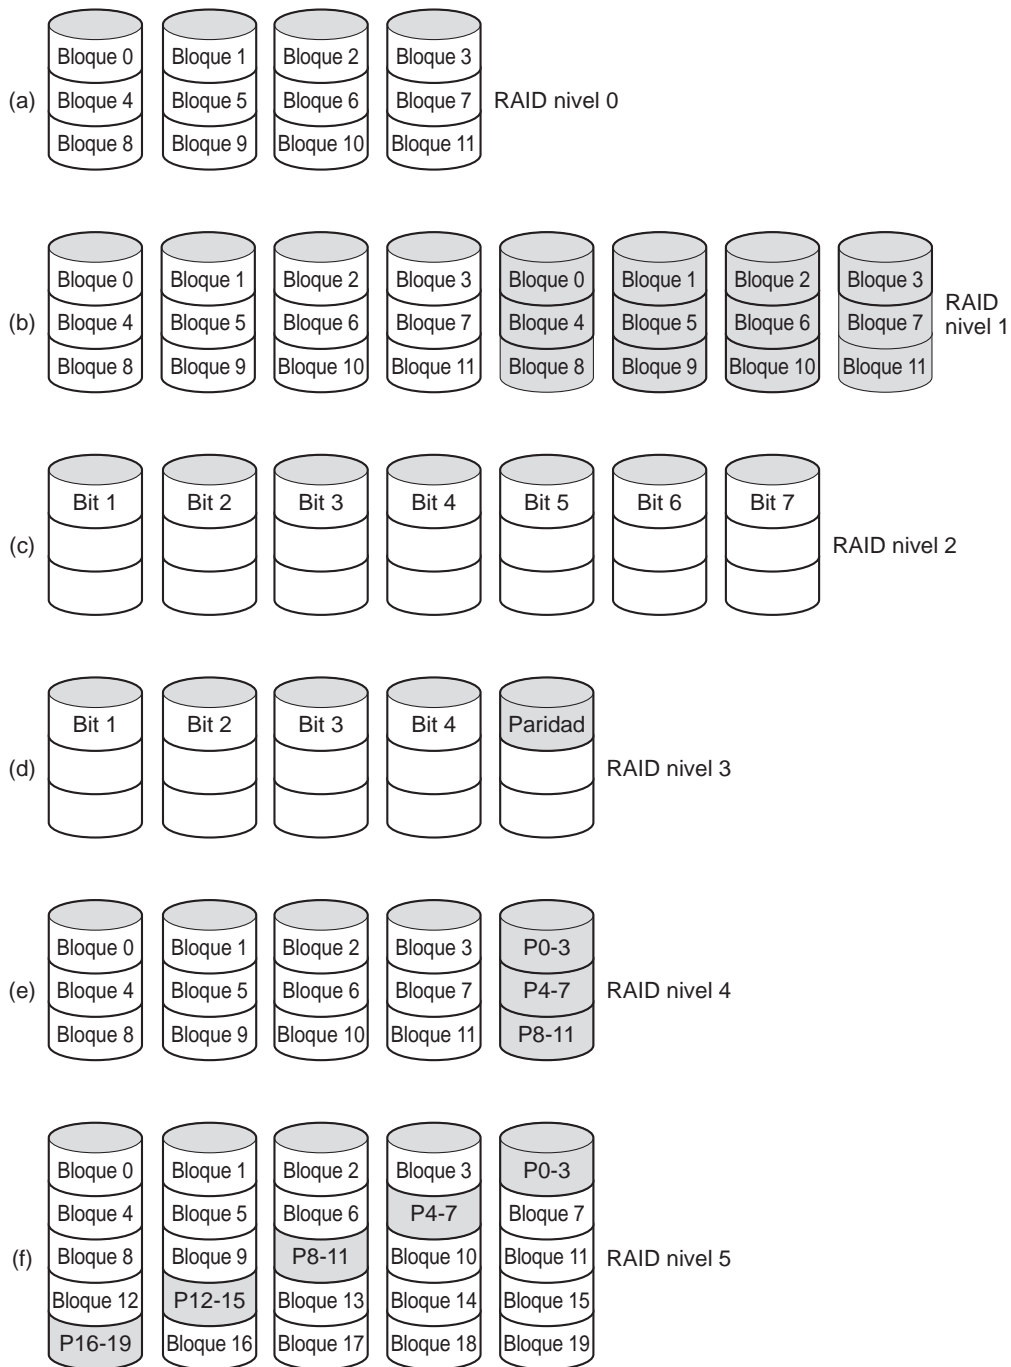 Bloque 0 Bloque 1 Bloque 2 Bloque 3
(a) Bloque 4 Bloque 5 Bloque 6 Bloque 7 RAID nivel 0
Bloque 8 Bloque 9 Bloque 10 Bloque 11
Bloque 0 Bloque 1 Bloque 2 Bloque 3 Bloque 0 Bloque 1 Bloque 2 Bloque 3
(b) Bloque 4 Bloque 5 Bloque 6 Bloque 7 Bloque 4 Bloque 5 Bloque 6 Bloque 7 RAID
nivel 1
Bloque 8 Bloque 9 Bloque 10 Bloque 11 Bloque 8 Bloque 9 Bloque 10 Bloque 11
Bit 1 Bit 2 Bit 3 Bit 4 Bit 5 Bit 6 Bit 7
(c) RAID nivel 2
Bit 1 Bit 2 Bit 3 Bit 4 Paridad
(d) RAID nivel 3
Bloque 0 Bloque 1 Bloque 2 Bloque 3 P0-3
(e) Bloque 4 Bloque 5 Bloque 6 Bloque 7 P4-7 RAID nivel 4
Bloque 8 Bloque 9 Bloque 10 Bloque 11 P8-11
Bloque 0 Bloque 1 Bloque 2 Bloque 3 P0-3
Bloque 4 Bloque 5 Bloque 6 P4-7 Bloque 7
(f) Bloque 8 Bloque 9 P8-11 Bloque 10 Bloque 11 RAID nivel 5
Bloque 12 P12-15 Bloque 13 Bloque 14 Bloque 15
P16-19 Bloque 16 Bloque 17 Bloque 18 Bloque 19